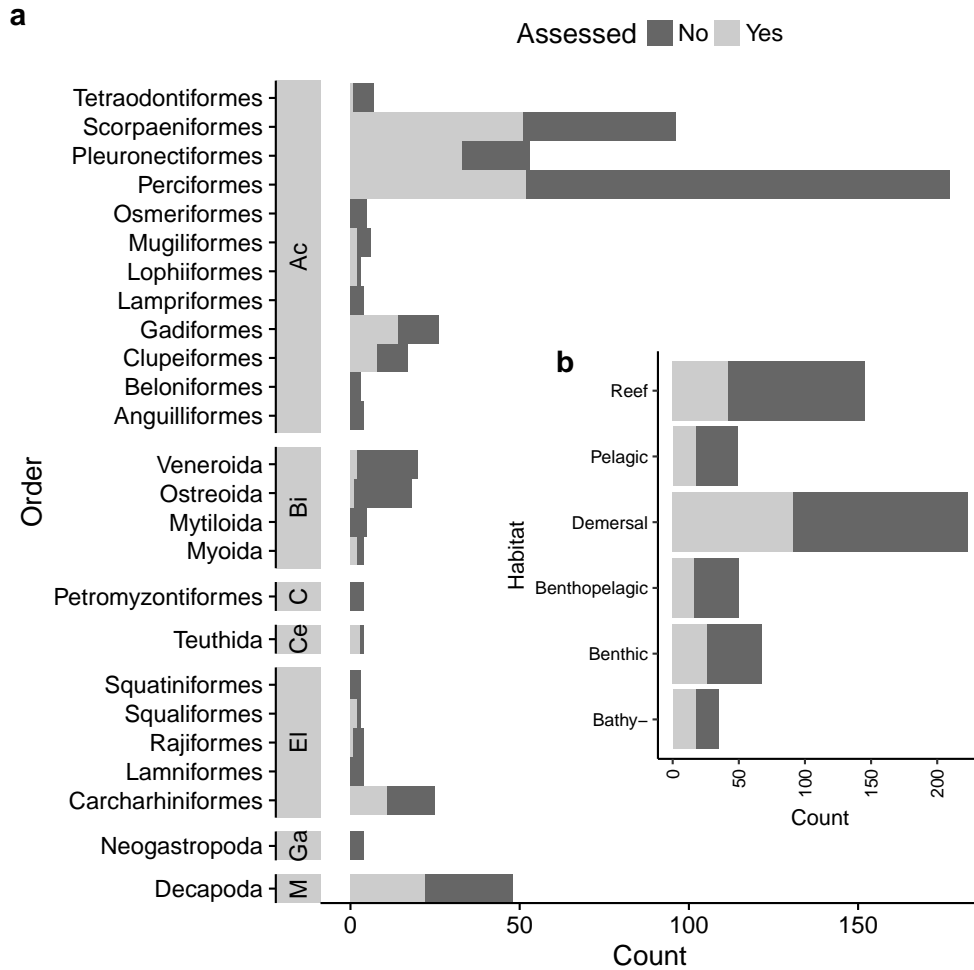 a
Assessed No Yes
Tetraodontiformes
Scorpaeniformes
Pleuronectiformes
Perciformes
Osmeriformes
Mugiliformes
Lophiiformes
Lampriformes
Gadiformes
Clupeiformes
Beloniformes
Anguilliformes
Ac
Veneroida
Ostreoida
Mytiloida
Myoida
Bi
Petromyzontiformes
C
Teuthida
Ce
Squatiniformes
Squaliformes
Rajiformes
Lamniformes
Carcharhiniformes
El
Neogastropoda
Ga
Decapoda
M
Order
0 50 100 150
Count
b
Reef
Pelagic
Demersal
Benthopelagic
Benthic
Bathy−
Habitat
0 50 100 150 200
Count